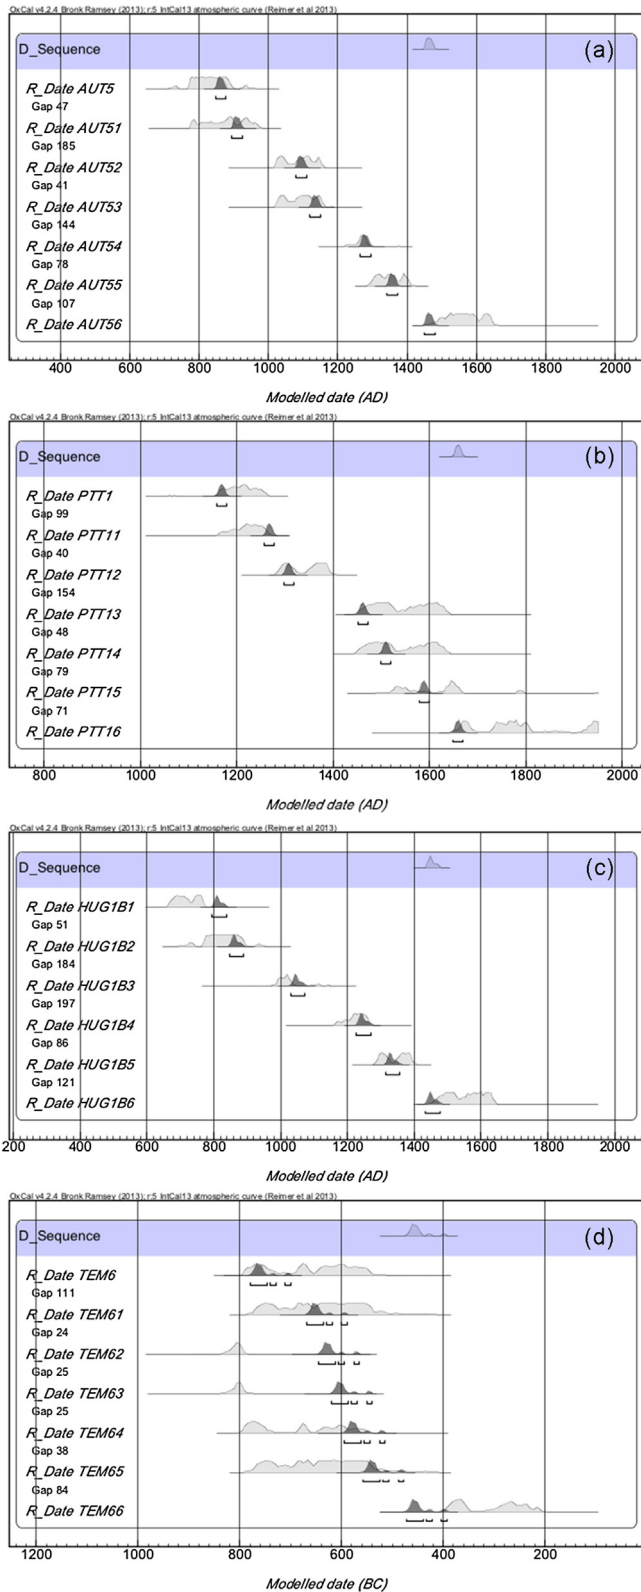 OxCal v4.2.4 Bronk Ramsey (2013); r:5 IntCal13 atmospheric curve (Reimer et al 2013)
D_Sequence (a)
R_Date AUT5
Gap 47
R_Date AUT51
Gap 185
R_Date AUT52
Gap 41
R_Date AUT53
Gap 144
R_Date AUT54
Gap 78
R_Date AUT55
Gap 107
R_Date AUT56
400 600 800 1000 1200 1400 1600 1800 2000
Modelled date (AD)
OxCal v4.2.4 Bronk Ramsey (2013); r:5 IntCal13 atmospheric curve (Reimer et al 2013)
D_Sequence (b)
R_Date PTT1
Gap 99
R_Date PTT11
Gap 40
R_Date PTT12
Gap 154
R_Date PTT13
Gap 48
R_Date PTT14
Gap 79
R_Date PTT15
Gap 71
R_Date PTT16
800 1000 1200 1400 1600 1800 2000
Modelled date (AD)
OxCal v4.2.4 Bronk Ramsey (2013); r:5 IntCal13 atmospheric curve (Reimer et al 2013)
D_Sequence (c)
R_Date HUG1B1
Gap 51
R_Date HUG1B2
Gap 184
R_Date HUG1B3
Gap 197
R_Date HUG1B4
Gap 86
R_Date HUG1B5
Gap 121
R_Date HUG1B6
200 400 600 800 1000 1200 1400 1600 1800 2000
Modelled date (AD)
OxCal v4.2.4 Bronk Ramsey (2013); r:5 IntCal13 atmospheric curve (Reimer et al 2013)
D_Sequence (d)
R_Date TEM6
Gap 111
R_Date TEM61
Gap 24
R_Date TEM62
Gap 25
R_Date TEM63
Gap 25
R_Date TEM64
Gap 38
R_Date TEM65
Gap 84
R_Date TEM66
1200 1000 800 600 400 200
Modelled date (BC)